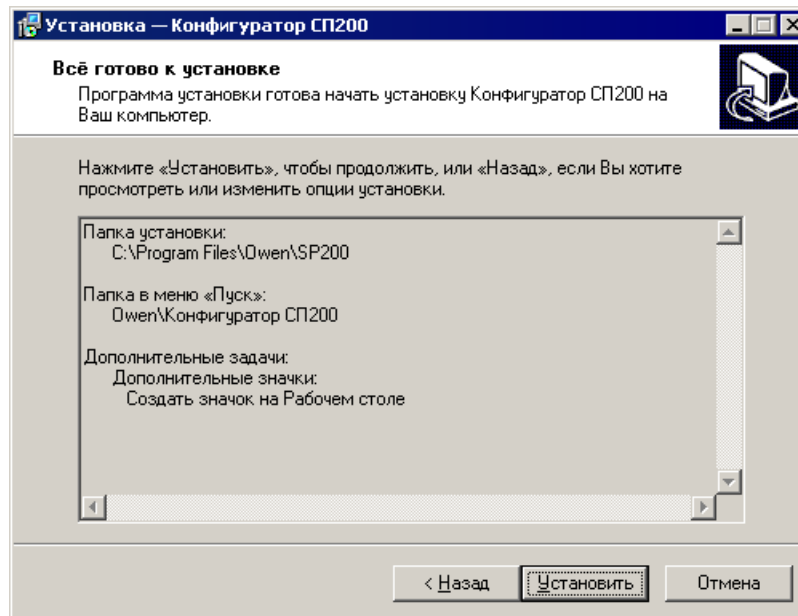 Установка — Конфигуратор СП200
Всё готово к установке
Программа установки готова начать установку Конфигуратор СП200 на
Ваш компьютер.
Нажмите «Установить», чтобы продолжить, или «Назад», если Вы хотите
просмотреть или изменить опции установки.
Папка установки:
C:\Program Files\Owen\SP200
Папка в меню «Пуск»:
Owen\Конфигуратор СП200
Дополнительные задачи:
Дополнительные значки:
Создать значок на Рабочем столе
< Назад
Установить
Отмена